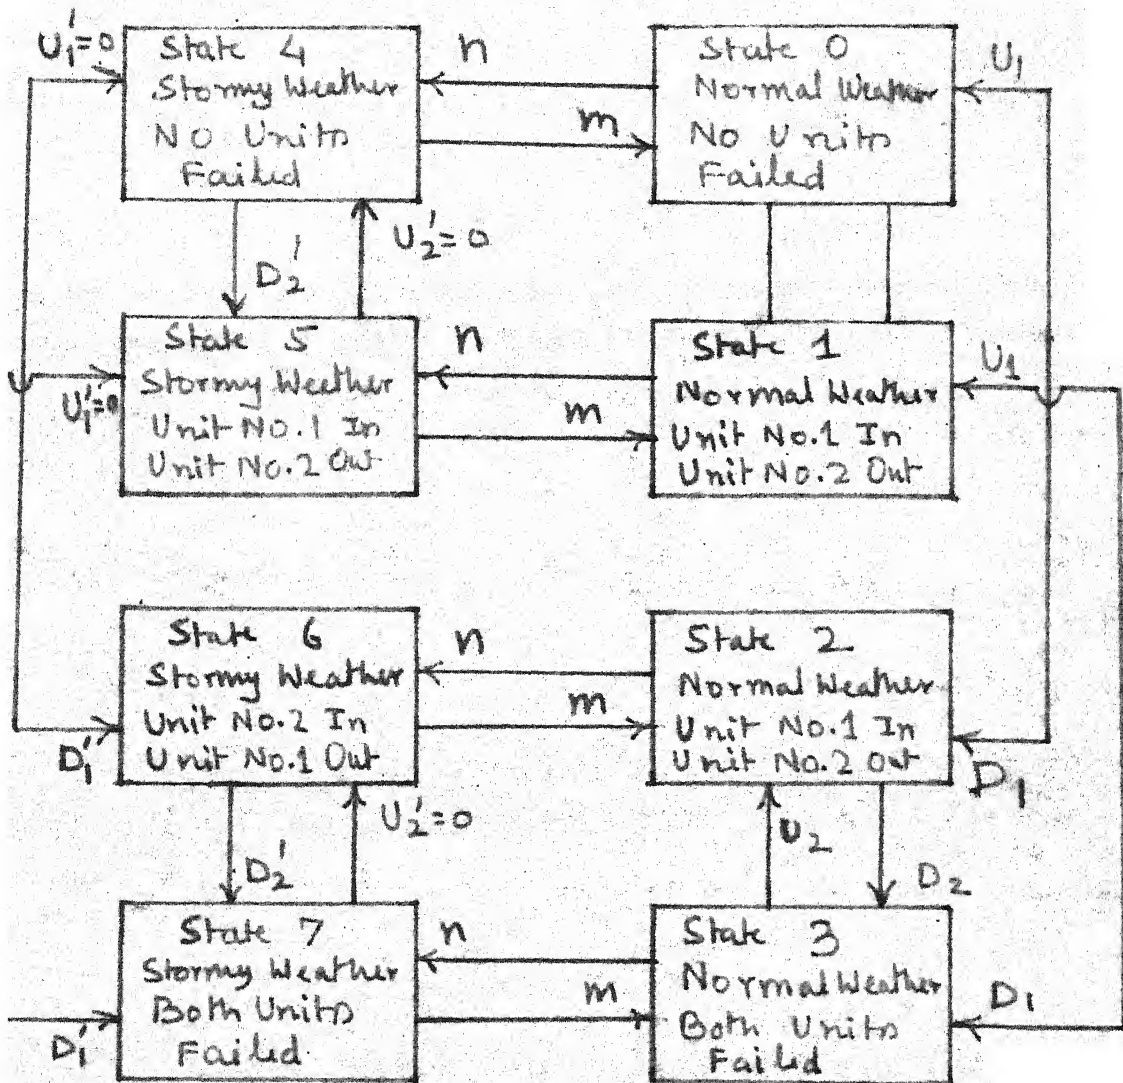 U₁'=0
State 4
Stormy Weather
No Units
Failed
n
m
State 0
Normal Weather
No Units
Failed
U₁
D₂'
U₂'=0
State 5
Stormy Weather
Unit No.1 In
Unit No.2 Out
U₁'=0
n
m
State 1
Normal Weather
Unit No.1 In
Unit No.2 Out
U₁
State 6
Stormy Weather
Unit No.2 In
Unit No.1 Out
D₁'
n
m
State 2
Normal Weather
Unit No.1 In
Unit No.2 Out
D₁
D₂'
U₂'=0
U₂
D₂
State 7
Stormy Weather
Both Units
Failed
D₁'
n
m
State 3
Normal Weather
Both Units
Failed
D₁